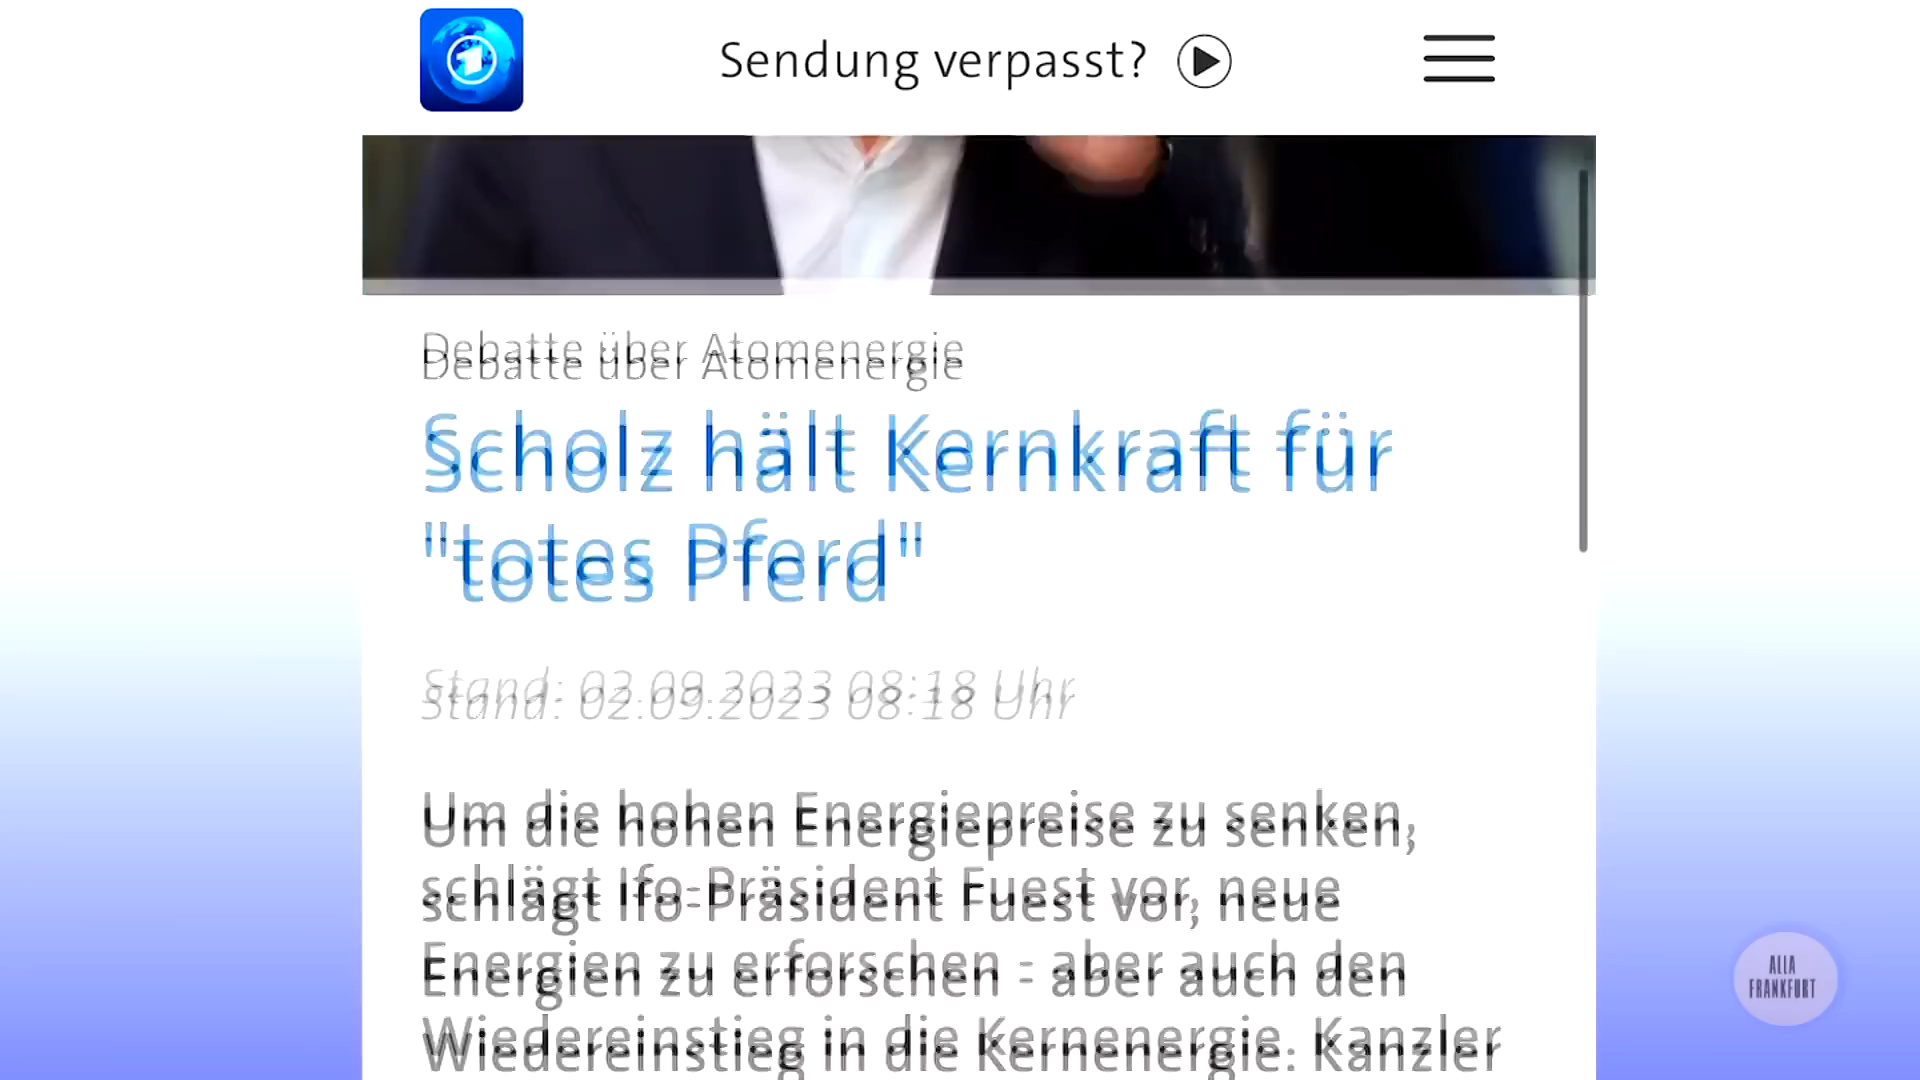 Sendung verpasst?
Debatte über Atomenergie
Scholz hält Kernkraft für
"totes Pferd"
Stand: 02.09.2023 08:18 Uhr
Um die hohen Energiepreise zu senken,
schlägt Ifo-Präsident Fuest vor, neue
Energien zu erforschen - aber auch den
Wiedereinstieg in die Kernenergie. Kanzler
ALLA
FRANKFURT